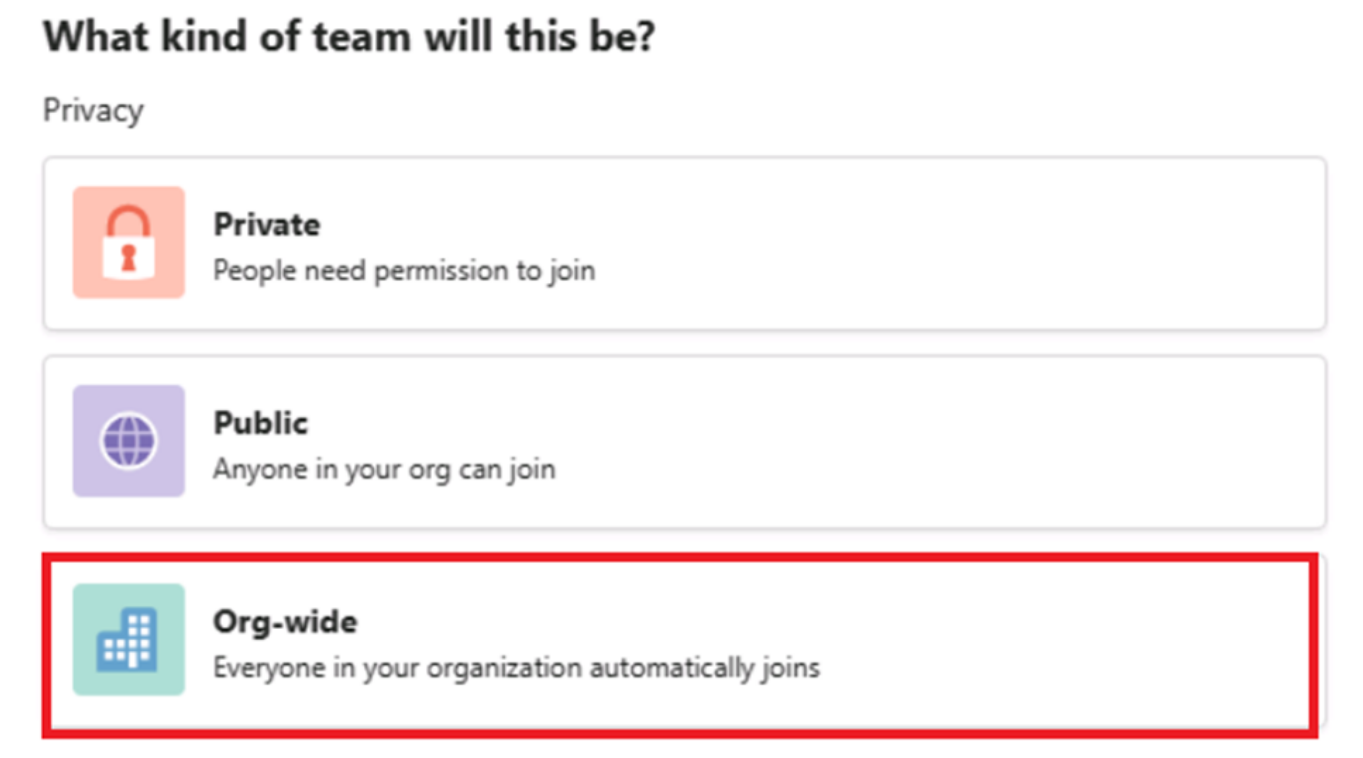 What kind of team will this be?
Privacy
Private
People need permission to join
Public
Anyone in your org can join
Org-wide
Everyone in your organization automatically joins